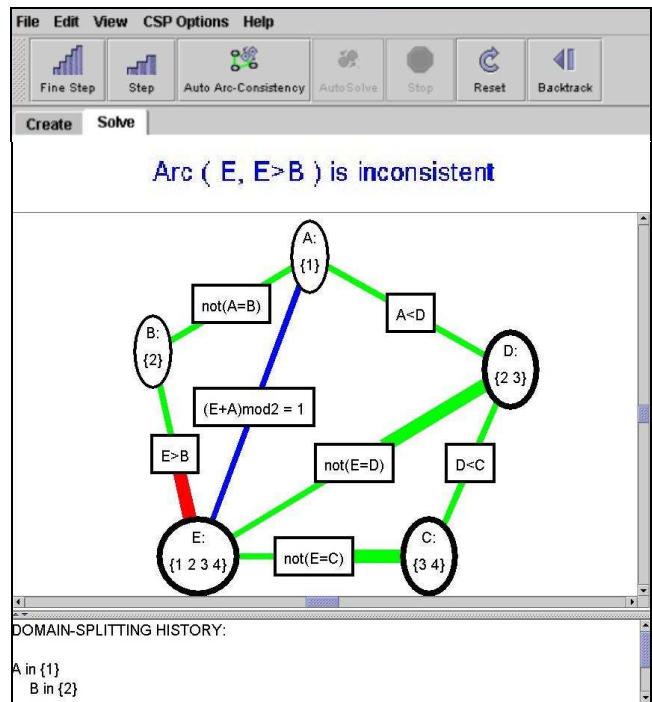 File Edit View CSP Options Help
Fine Step Step Auto Arc-Consistency AutoSolve Stop Reset Backtrack
Create Solve
Arc ( E, E>B ) is inconsistent
A:
{1}
not(A=B)
A<D
B:
{2}
D:
{2 3}
(E+A)mod2 = 1
E>B
not(E=D)
D<C
E:
{1 2 3 4}
not(E=C)
C:
{3 4}
DOMAIN-SPLITTING HISTORY:
A in {1}
B in {2}